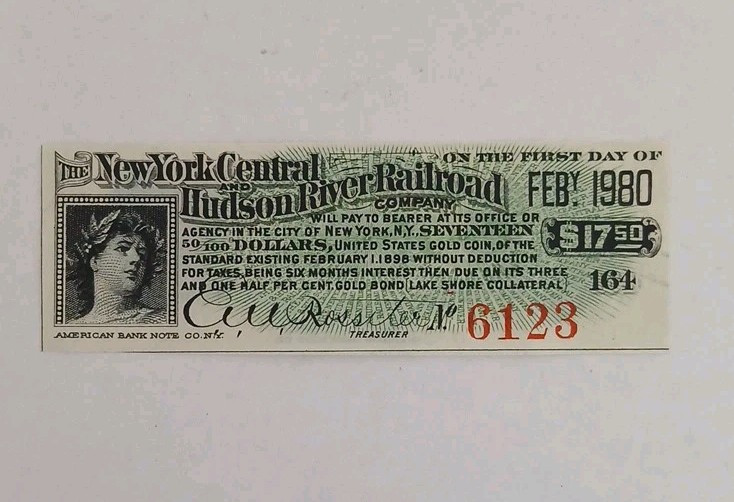 THE New York Central
AND
Hudson River Railroad
COMPANY
ON THE FIRST DAY OF
FEBY. 1980
WILL PAY TO BEARER AT ITS OFFICE OR
AGENCY IN THE CITY OF NEW YORK, N.Y., SEVENTEEN
50/100 DOLLARS, UNITED STATES GOLD COIN, OF THE
$17.50
STANDARD EXISTING FEBRUARY 1. 1898 WITHOUT DEDUCTION
FOR TAXES, BEING SIX MONTHS INTEREST THEN DUE ON ITS THREE
AND ONE HALF PER CENT. GOLD BOND (LAKE SHORE COLLATERAL)
164
E.W. Rossiter No 6123
AMERICAN BANK NOTE CO. N.Y.
TREASURER